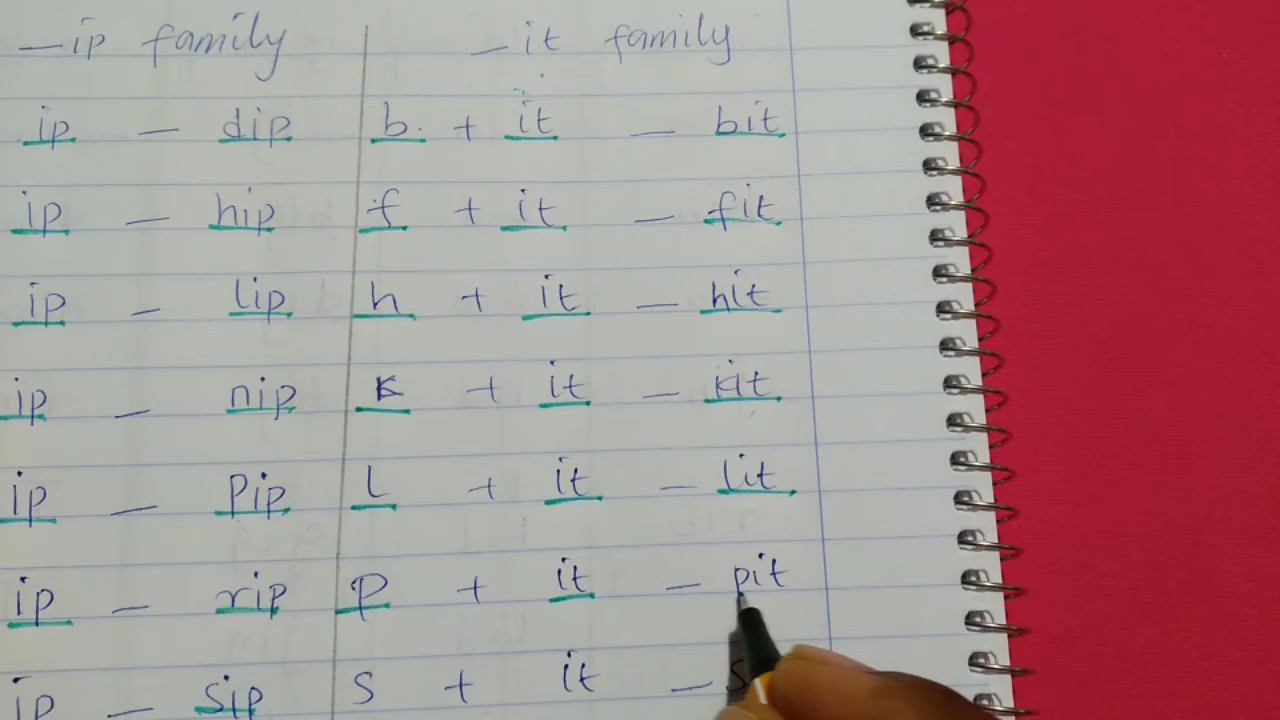 –ip family –it family
ip – dip b + it – bit
ip – hip f + it – fit
ip – lip h + it – hit
ip – nip k + it – kit
ip – Pip l + it – lit
ip – rip p + it – pit
ip – sip s + it –